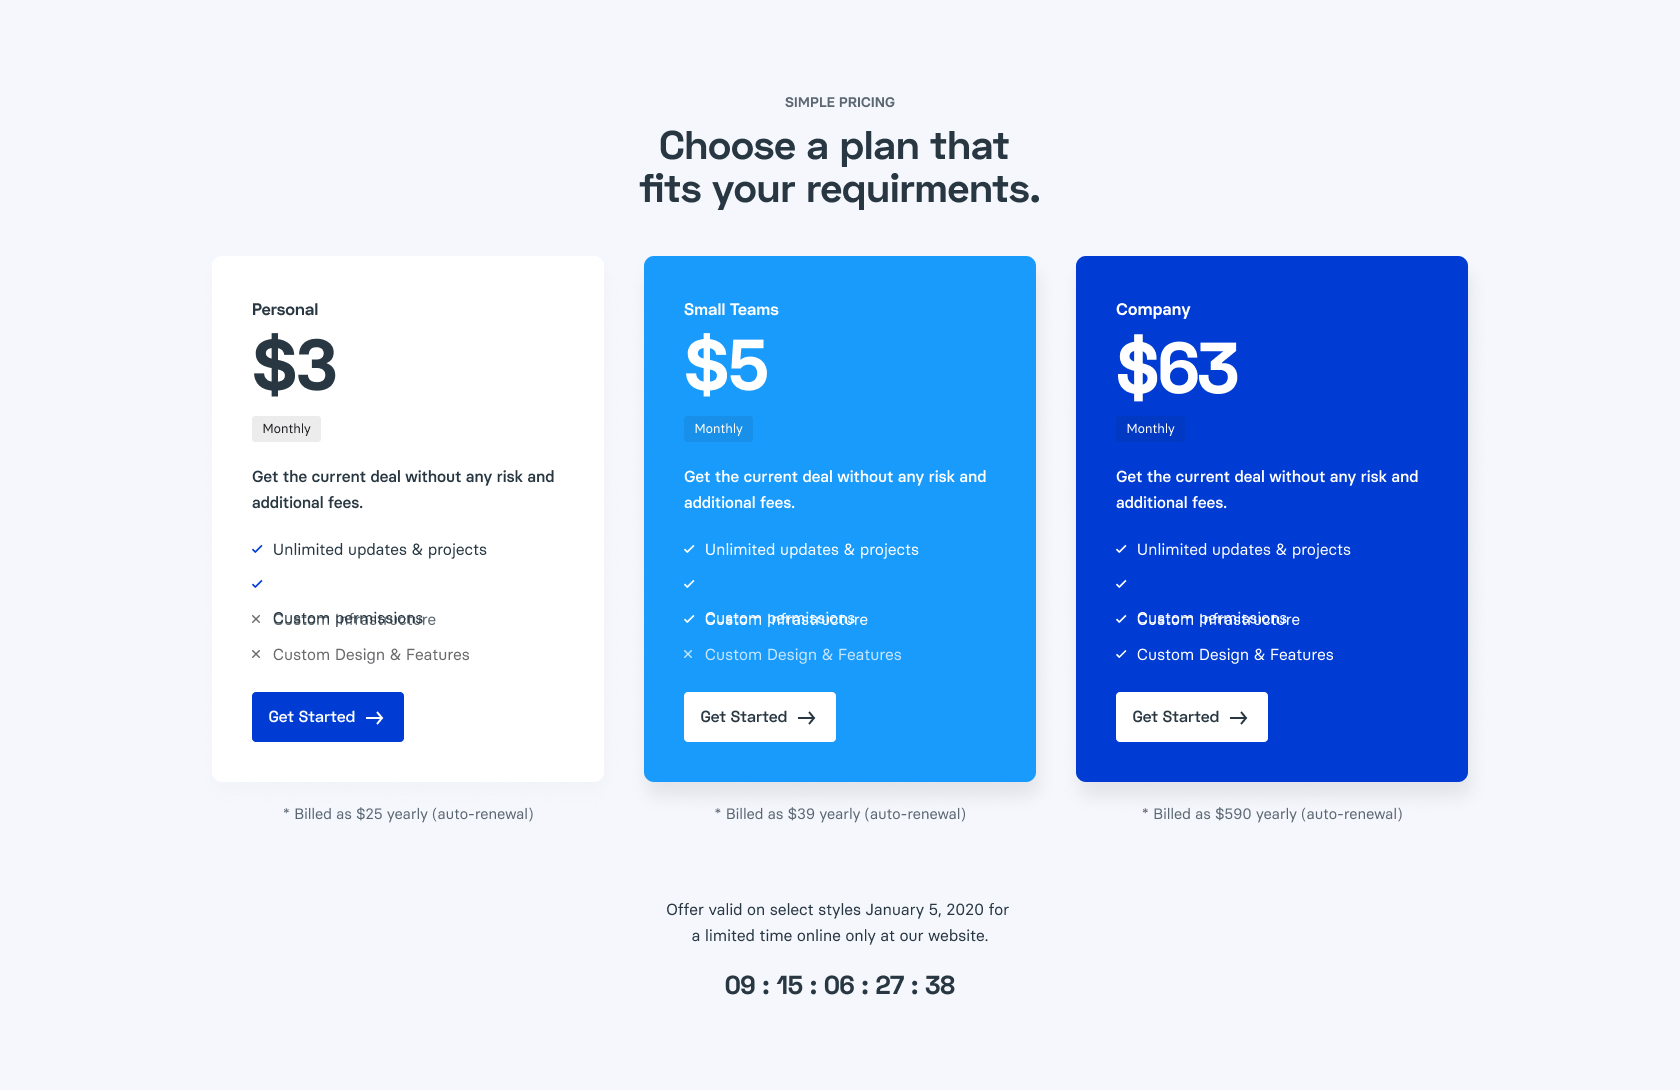 SIMPLE PRICING
Choose a plan that
fits your requirments.
Personal
$3
Monthly
Get the current deal without any risk and
additional fees.
Unlimited updates & projects
Custom permissions
Custom Infrastructure
Custom Design & Features
Get Started
* Billed as $25 yearly (auto-renewal)
Small Teams
$5
Monthly
Get the current deal without any risk and
additional fees.
Unlimited updates & projects
Custom permissions
Custom Infrastructure
Custom Design & Features
Get Started
* Billed as $39 yearly (auto-renewal)
Company
$63
Monthly
Get the current deal without any risk and
additional fees.
Unlimited updates & projects
Custom permissions
Custom Infrastructure
Custom Design & Features
Get Started
* Billed as $590 yearly (auto-renewal)
Offer valid on select styles January 5, 2020 for
a limited time online only at our website.
09 : 15 : 06 : 27 : 38